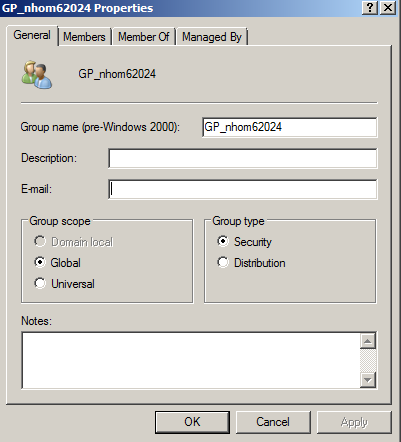 GP_nhom62024 Properties
General Members Member Of Managed By
GP_nhom62024
Group name (pre-Windows 2000): GP_nhom62024
Description:
E-mail:
Group scope
Domain local
Global
Universal
Group type
Security
Distribution
Notes:
OK Cancel Apply